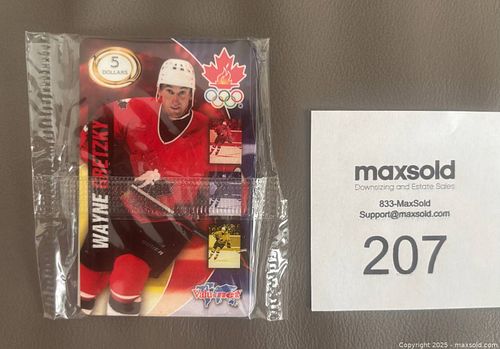 5
DOLLARS
WAYNE GRETZKY
maxsold
Downsizing and Estate Sales
833-MaxSold
Support@maxsold.com
207
Copyright 2025 - maxsold.com